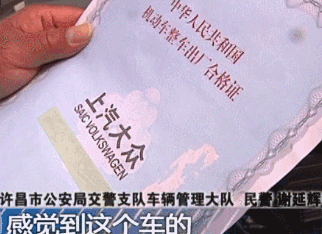 中华人民共和国
机动车整车出厂合格证
上汽大众
SAIC VOLKSWAGEN
许昌市公安局交警支队车辆管理大队 民警 谢延辉
感觉到这个车的